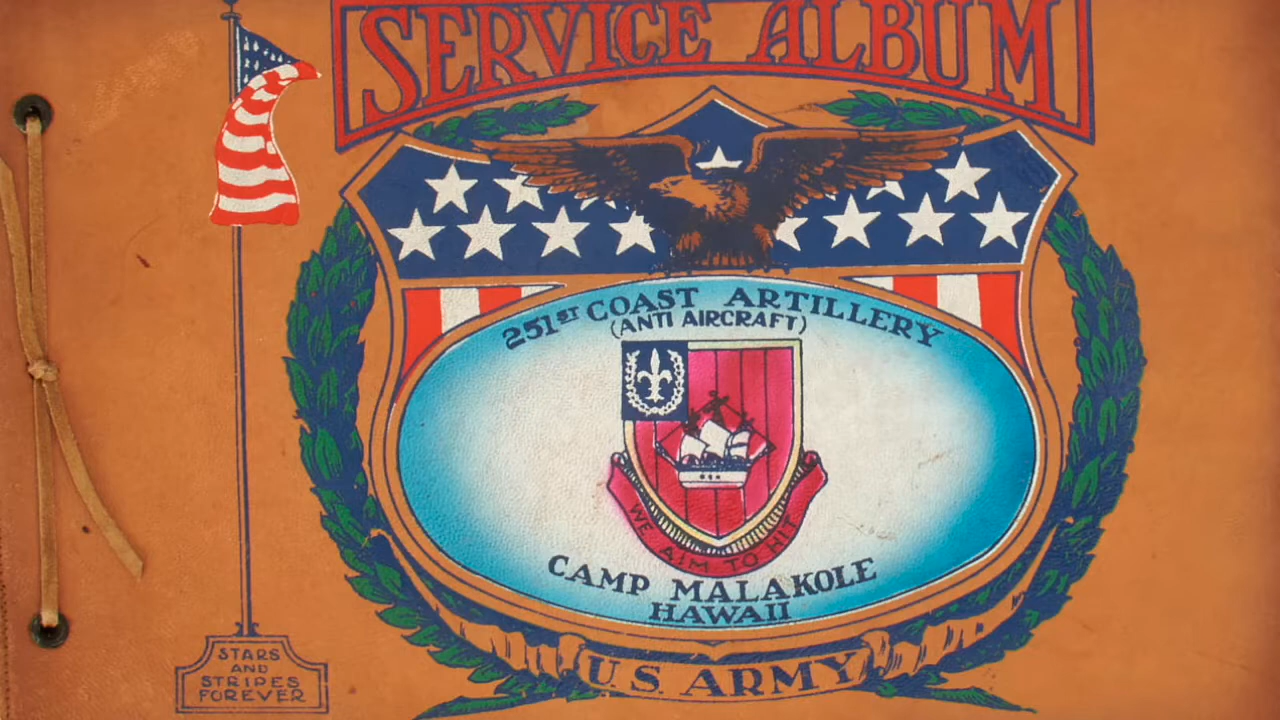 SERVICE ALBUM
251ST COAST ARTILLERY
(ANTI AIRCRAFT)
WE AIM TO HIT
CAMP MALAKOLE
HAWAII
U.S. ARMY
STARS
AND
STRIPES
FOREVER